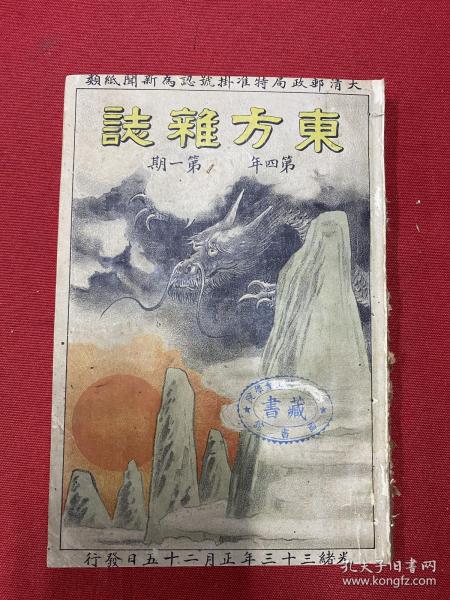 大清郵政局特准掛號認為新聞紙類
東方雜誌
第四年 第一期
藏書
光緒三十三年正月二十五日發行
孔夫子旧书网
book.kongfz.com